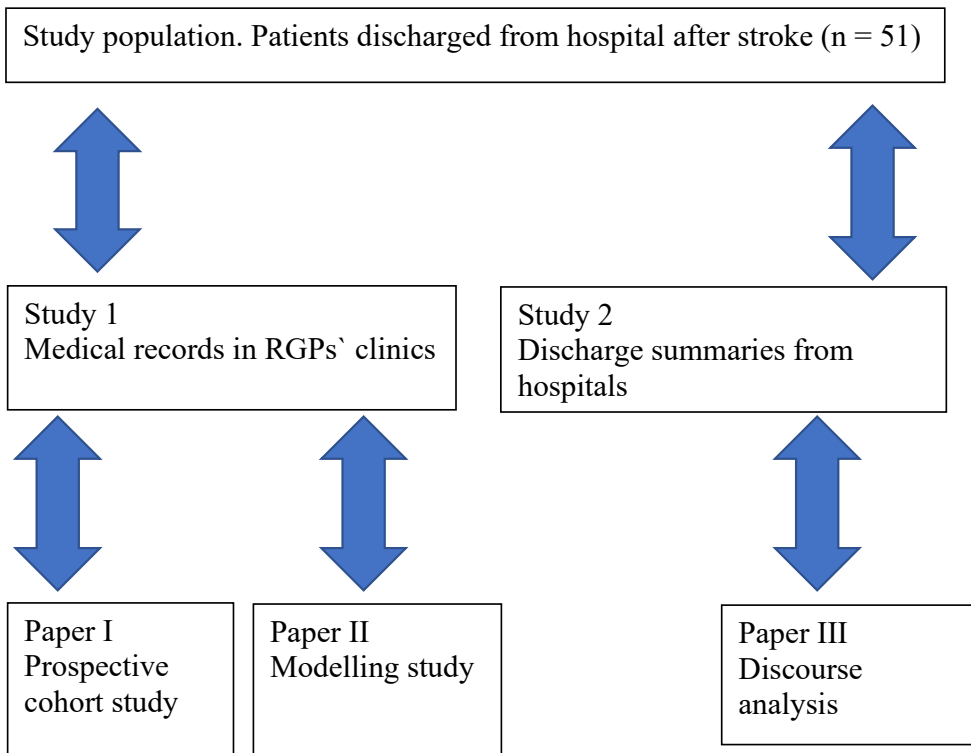 Study population. Patients discharged from hospital after stroke (n = 51)
Study 1
Medical records in RGPs` clinics
Study 2
Discharge summaries from
hospitals
Paper I
Prospective
cohort study
Paper II
Modelling study
Paper III
Discourse
analysis